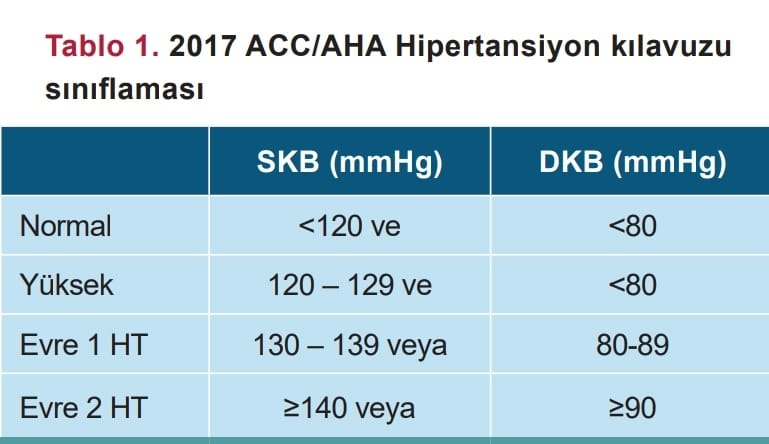 Tablo 1. 2017 ACC/AHA Hipertansiyon kılavuzu
sınıflaması
SKB (mmHg) DKB (mmHg)
Normal <120 ve <80
Yüksek 120 – 129 ve <80
Evre 1 HT 130 – 139 veya 80-89
Evre 2 HT ≥140 veya ≥90